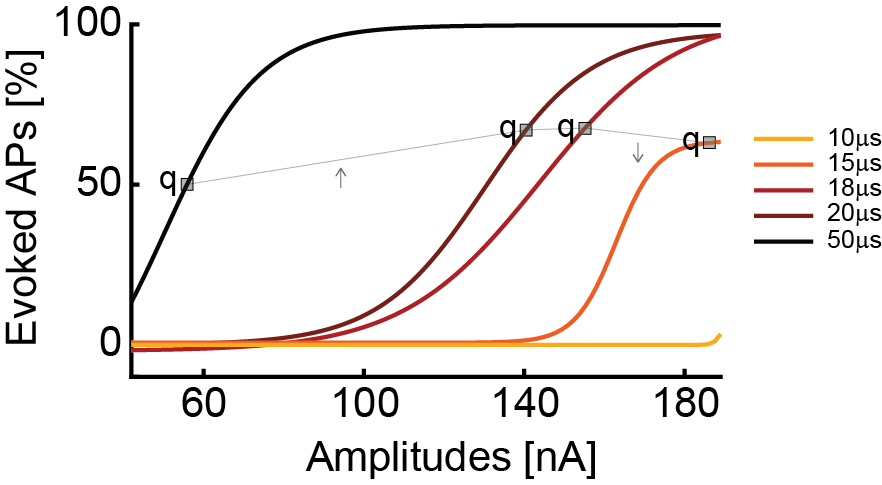 Evoked APs [%]
100
50
0
q
q
q
q
60
100
140
180
Amplitudes [nA]
10μs
15μs
18μs
20μs
50μs